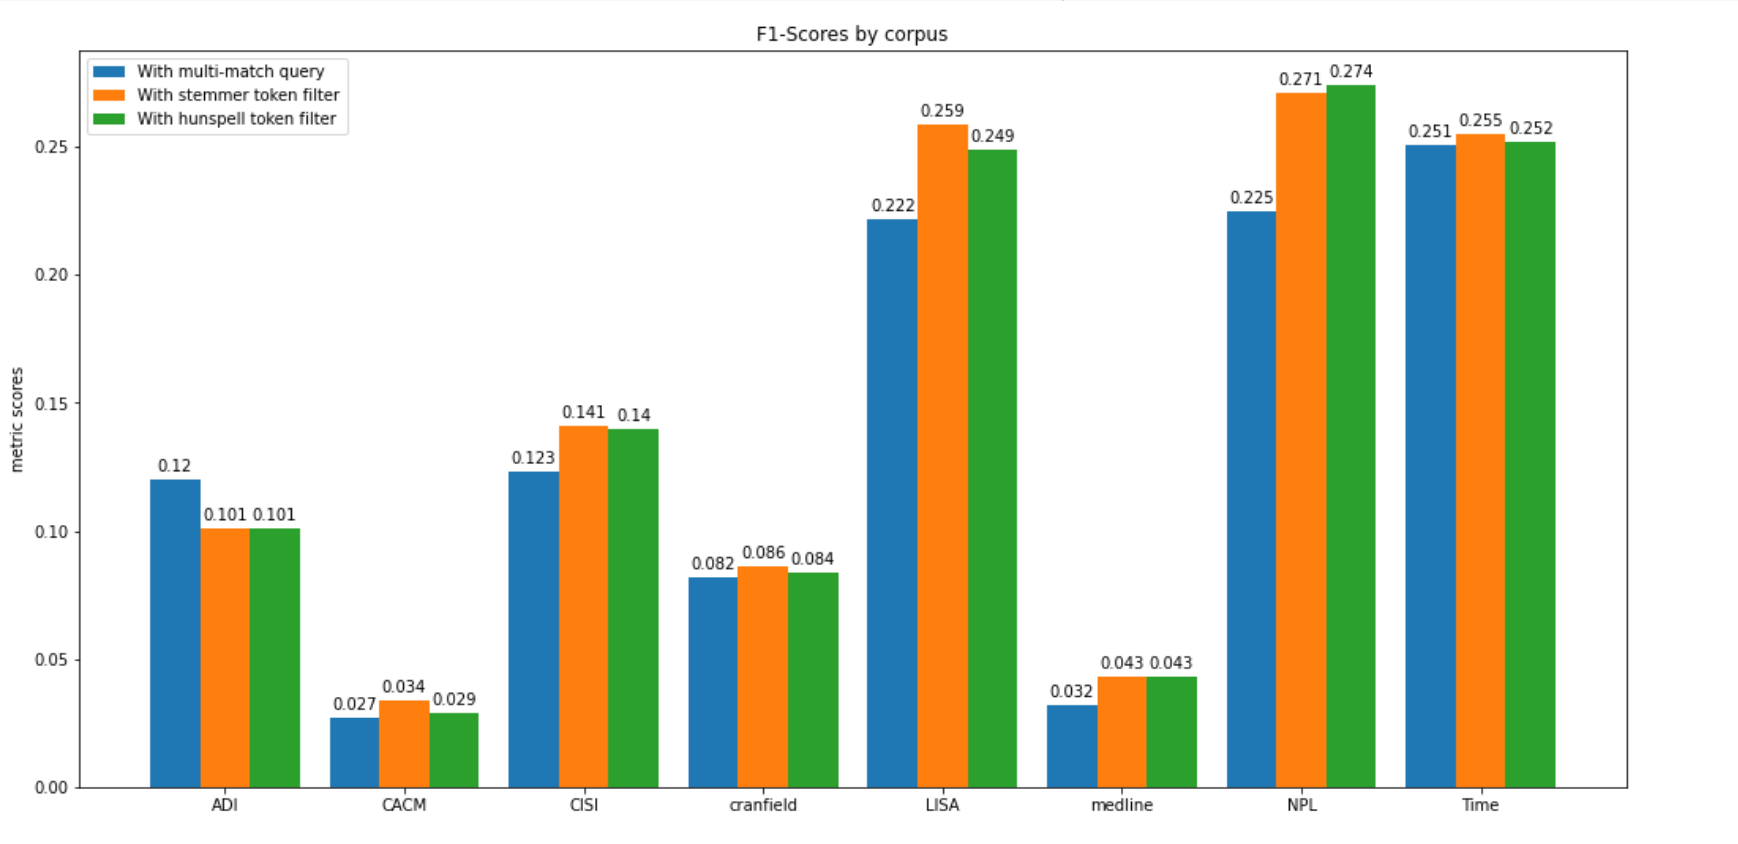 F1-Scores by corpus
With multi-match query
With stemmer token filter
With hunspell token filter
metric scores
0.25
0.20
0.15
0.10
0.05
0.00
0.12 0.101 0.101
0.027 0.034 0.029
0.123 0.141 0.14
0.082 0.086 0.084
0.222 0.259 0.249
0.032 0.043 0.043
0.225 0.271 0.274
0.251 0.255 0.252
ADI CACM CISI cranfield LISA medline NPL Time